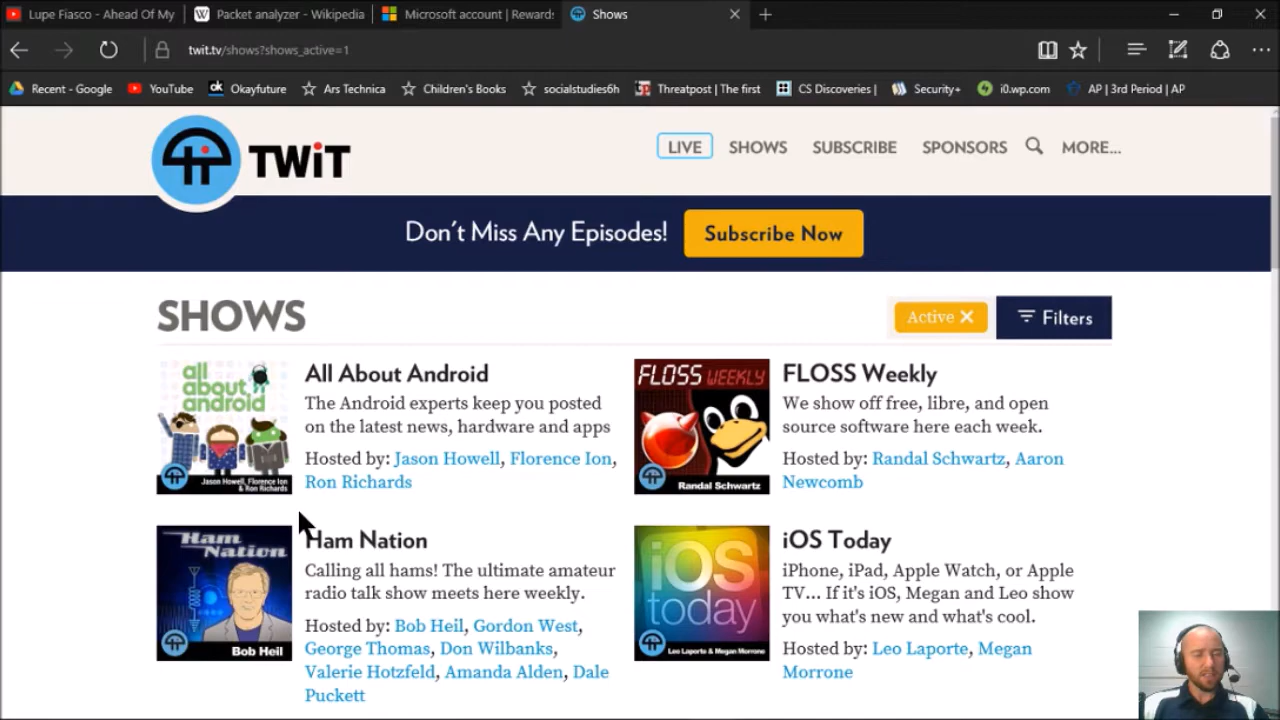 Lupe Fiasco - Ahead Of My
Packet analyzer - Wikipedia
Microsoft account | Rewards
Shows
twit.tv/shows?shows_active=1
Recent - Google
YouTube
ok
Okayfuture
Ars Technica
Children's Books
socialstudies6h
Threatpost | The first
CS Discoveries |
Security+
i0.wp.com
AP | 3rd Period | AP
TWiT
LIVE
SHOWS
SUBSCRIBE
SPONSORS
MORE...
Don't Miss Any Episodes!
Subscribe Now
SHOWS
Active
Filters
all
about
android
Jason Howell, Florence Ion
& Ron Richards
All About Android
The Android experts keep you posted
on the latest news, hardware and apps
Hosted by: Jason Howell, Florence Ion,
Ron Richards
FLOSS WEEKLY
Randal Schwartz
FLOSS Weekly
We show off free, libre, and open
source software here each week.
Hosted by: Randal Schwartz, Aaron
Newcomb
Ham
Nation
Bob Heil
Ham Nation
Calling all hams! The ultimate amateur
radio talk show meets here weekly.
Hosted by: Bob Heil, Gordon West,
George Thomas, Don Wilbanks,
Valerie Hotzfeld, Amanda Alden, Dale
Puckett
iOS
today
Leo Laporte & Megan Morrone
iOS Today
iPhone, iPad, Apple Watch, or Apple
TV... If it's iOS, Megan and Leo show
you what's new and what's cool.
Hosted by: Leo Laporte, Megan
Morrone